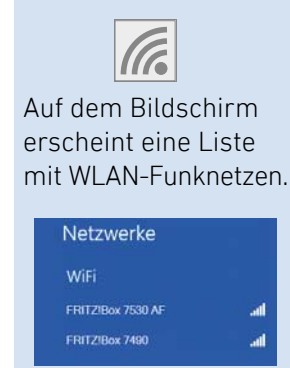 Auf dem Bildschirm
erscheint eine Liste
mit WLAN-Funknetzen.
Netzwerke
WiFi
FRITZ!Box 7530 AF
FRITZ!Box 7490